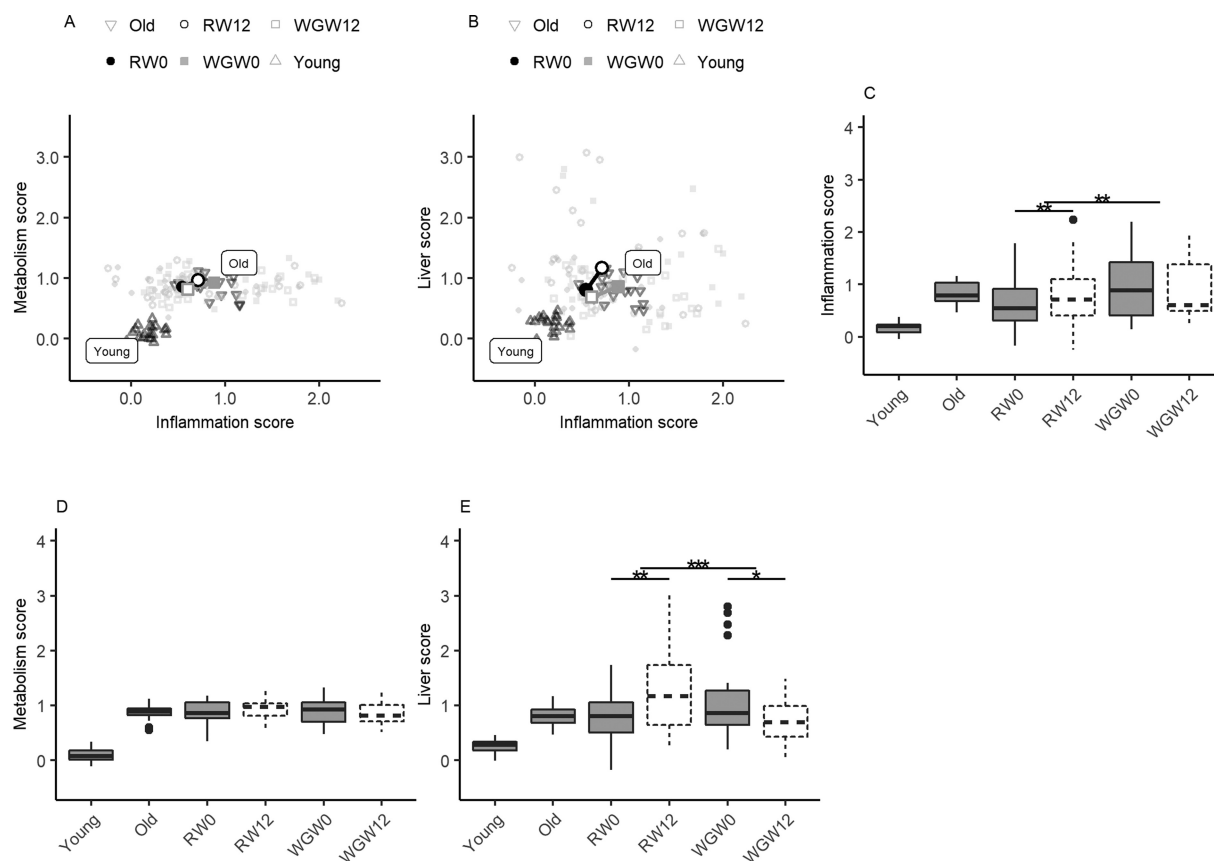 A
Old RW12 WGW12
RW0 WGW0 Young
Metabolism score
3.0
2.0
1.0
0.0
Old
Young
0.0 1.0 2.0
Inflammation score
B
Old RW12 WGW12
RW0 WGW0 Young
Liver score
3.0
2.0
1.0
0.0
Old
Young
0.0 1.0 2.0
Inflammation score
C
Inflammation score
4
3
2
1
0
** **
Young Old RW0 RW12 WGW0 WGW12
D
Metabolism score
4
3
2
1
0
Young Old RW0 RW12 WGW0 WGW12
E
Liver score
4
3
2
1
0
** *** *
Young Old RW0 RW12 WGW0 WGW12